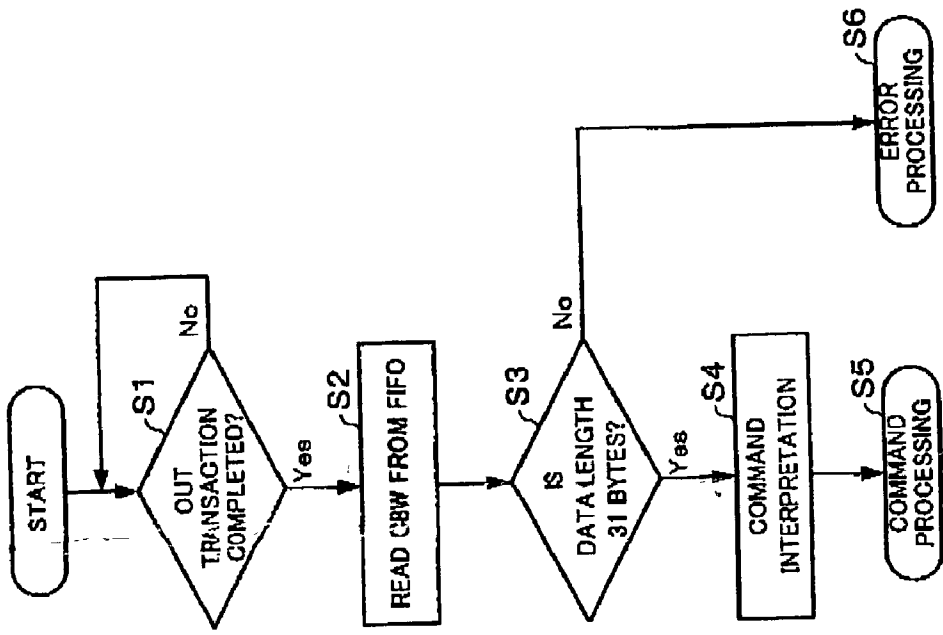 START
S1
OUT
TRANSACTION
COMPLETED?
No
Yes
S2
READ CBW FROM FIFO
S3
IS
DATA LENGTH
31 BYTES?
No
Yes
S4
COMMAND
INTERPRETATION
S5
COMMAND
PROCESSING
S6
ERROR
PROCESSING